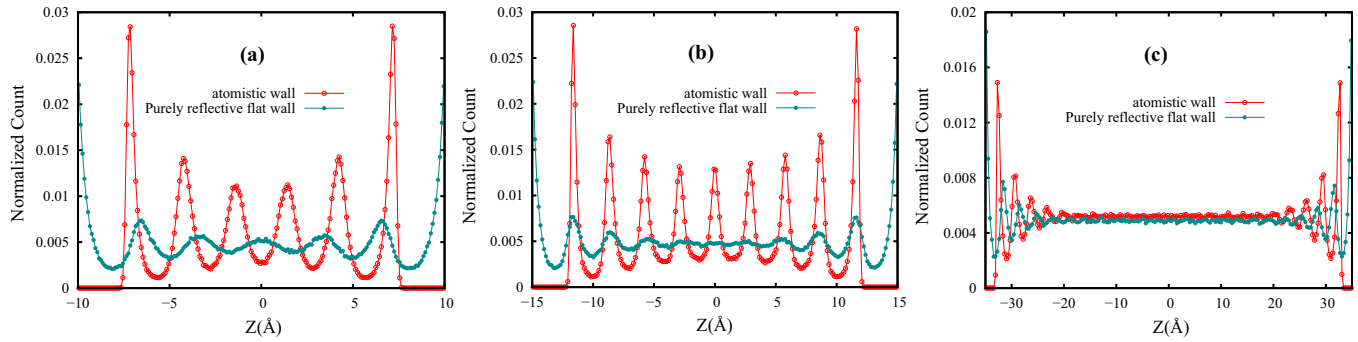 0.03
0.025
0.02
0.015
0.01
0.005
0
Normalized Count
(a)
atomistic wall
Purely reflective flat wall
−10
−5
0
5
10
Z(Å)
0.03
0.025
0.02
0.015
0.01
0.005
0
Normalized Count
(b)
atomistic wall
Purely reflective flat wall
−15
−10
−5
0
5
10
15
Z(Å)
0.02
0.016
0.012
0.008
0.004
0
Normalized Count
(c)
atomistic wall
Purely reflective flat wall
−30
−20
−10
0
10
20
30
Z(Å)